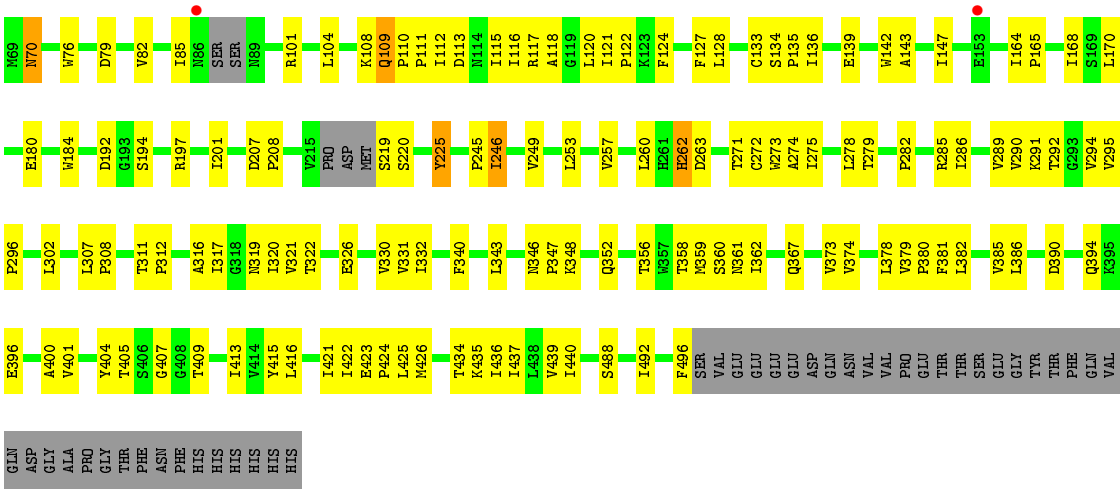 M69 N70 W76 D79 V82 I85 N86 SER SER N89 R101 L104 K108 Q109 P110 P111 I112 D113 N114 I115 I116 R117 A118 G119 L120 I121 P122 K123 F124 F127 L128 C133 S134 P135 I136 E139 W142 A143 I147 E153 I164 P165 I168 S169 L170
E180 W184 D192 G193 S194 R197 I201 D207 P208 V215 PRO ASP MET S219 S220 Y225 P245 I246 V249 L253 V257 L260 H261 H262 D263 T271 C272 W273 A274 I275 L278 T279 P282 R285 I286 V289 V290 K291 T292 G293 V294 V295
P296 L302 L307 P308 T311 P312 A316 I317 G318 N319 I320 V321 T322 E326 V330 V331 I332 F340 L343 N346 P347 K348 Q352 T356 W357 T358 M359 S360 N361 I362 Q367 V373 V374 L378 V379 P380 F381 L382 V385 L386 D390 Q394 K395
E396 A400 V401 Y404 T405 S406 G407 G408 T409 I413 V414 Y415 L416 I421 I422 E423 P424 L425 M426 T434 K435 I436 I437 L438 V439 I440 S488 I492 F496 SER VAL GLU GLU GLU GLU ASP GLN ASN VAL VAL PRO GLU PHE THR THR SER GLU GLY TYR THR PHE GLN VAL
GLN ASP GLY ALA PRO GLY THR PHE ASN PHE HIS HIS HIS HIS HIS HIS